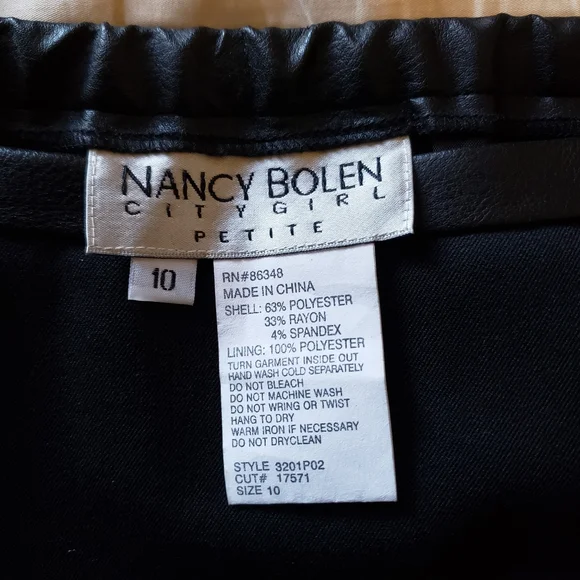 NANCY BOLEN
CITY GIRL
PETITE
10
RN#86348
MADE IN CHINA
SHELL: 63% POLYESTER
33% RAYON
4% SPANDEX
LINING: 100% POLYESTER
TURN GARMENT INSIDE OUT
HAND WASH COLD SEPARATELY
DO NOT BLEACH
DO NOT MACHINE WASH
DO NOT WRING OR TWIST
HANG TO DRY
WARM IRON IF NECESSARY
DO NOT DRYCLEAN
STYLE 3201P02
CUT# 17571
SIZE 10